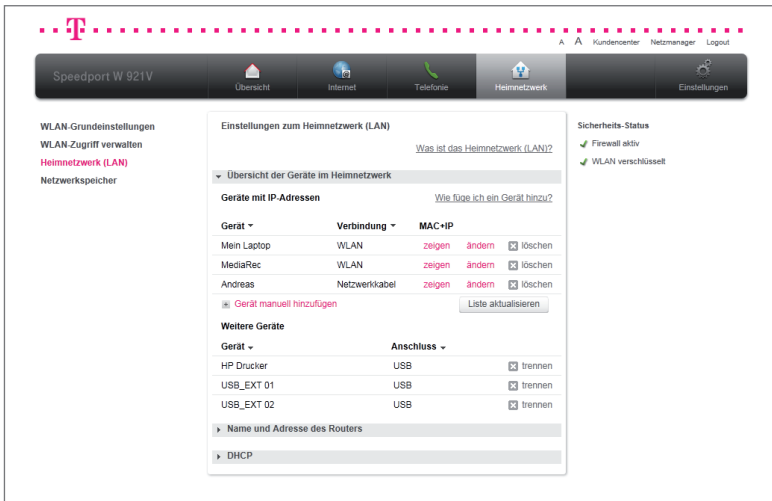 T
A A Kundencenter Netzmanager Logout
Speedport W 921V
Übersicht Internet Telefonie Heimnetzwerk Einstellungen
WLAN-Grundeinstellungen
WLAN-Zugriff verwalten
Heimnetzwerk (LAN)
Netzwerkspeicher
Einstellungen zum Heimnetzwerk (LAN)
Was ist das Heimnetzwerk (LAN)?
Übersicht der Geräte im Heimnetzwerk
Geräte mit IP-Adressen Wie füge ich ein Gerät hinzu?
Gerät Verbindung MAC+IP
Mein Laptop WLAN zeigen ändern löschen
MediaRec WLAN zeigen ändern löschen
Andreas Netzwerkkabel zeigen ändern löschen
Gerät manuell hinzufügen Liste aktualisieren
Weitere Geräte
Gerät Anschluss
HP Drucker USB trennen
USB_EXT 01 USB trennen
USB_EXT 02 USB trennen
Name und Adresse des Routers
DHCP
Sicherheits-Status
Firewall aktiv
WLAN verschlüsselt